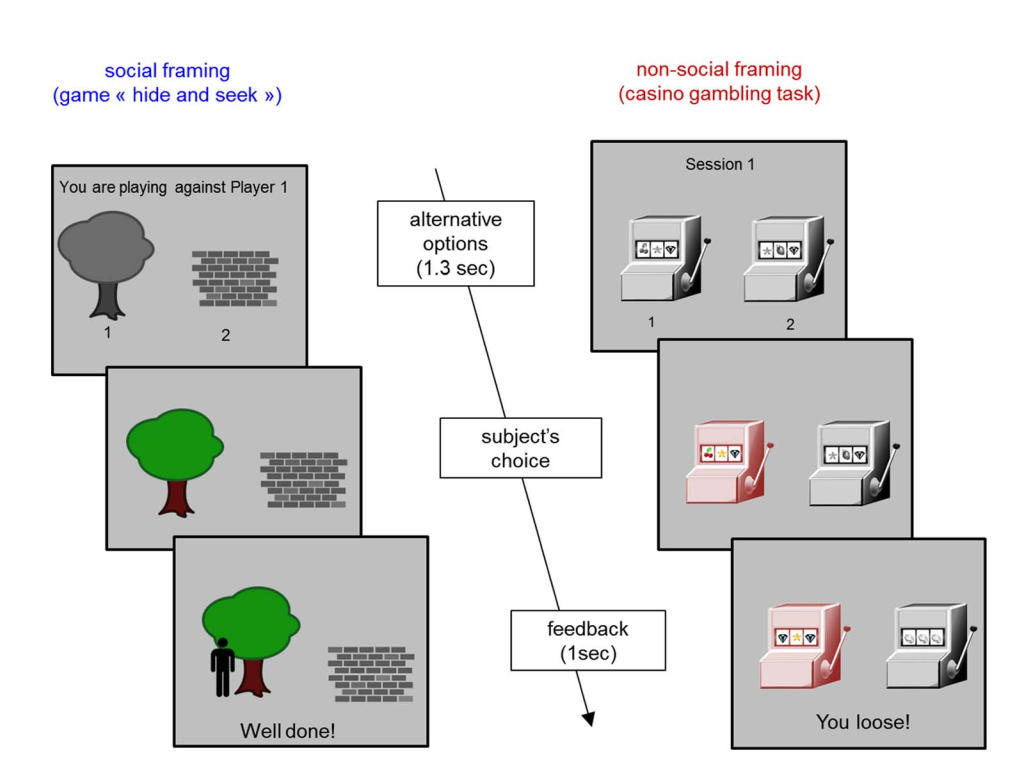 social framing
(game « hide and seek »)
non-social framing
(casino gambling task)
You are playing against Player 1
1
2
alternative
options
(1.3 sec)
Session 1
1
2
subject's
choice
feedback
(1sec)
Well done!
You loose!